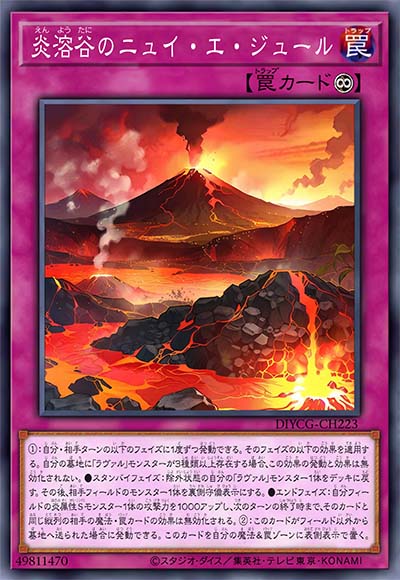 炎溶谷のニュイ・エ・ジュール
罠
【罠カード】
DIYCG-CH223
①:自分・相手ターンの以下のフェイズに1度ずつ発動できる。そのフェイズの以下の効果を適用する。
自分の墓地に「ラヴァル」モンスターが3種類以上存在する場合、この効果の発動と効果は無効化されない。●スタンバイフェイズ:除外状態の自分の「ラヴァル」モンスター1体をデッキに戻す。
その後、相手フィールドのモンスター1体を裏側守備表示にする。●エンドフェイズ:自分フィールドの炎属性Sモンスター1体の攻撃力を1000アップし、次のターンの終了時まで、そのカードと同じ縦列の相手の魔法・罠カードの効果は無効化される。②:このカードがフィールド以外から墓地へ送られた場合に発動できる。このカードを自分の魔法&罠ゾーンに表側表示で置く。
49811470
©スタジオ・ダイス/集英社・テレビ東京・KONAMI